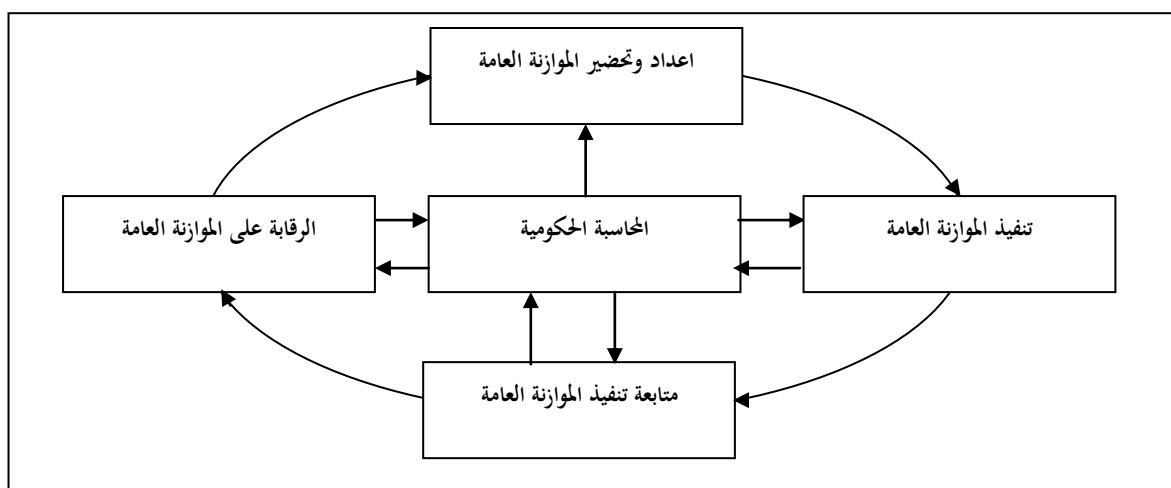 اعداد وتحضير الموازنة العامة
تنفيذ الموازنة العامة
المحاسبة الحكومية
الرقابة على الموازنة العامة
متابعة تنفيذ الموازنة العامة